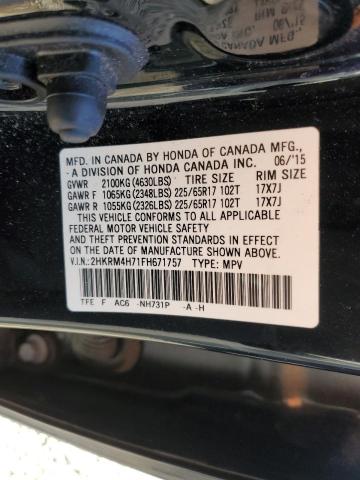 MFD. IN CANADA BY HONDA OF CANADA MFG.,
- A DIVISION OF HONDA CANADA INC. 06/'15
GVWR 2100KG(4630LBS) TIRE SIZE RIM SIZE
GAWR F 1065KG(2348LBS) 225/65R17 102T 17X7J
GAWR R 1055KG(2326LBS) 225/65R17 102T 17X7J
THIS VEHICLE CONFORMS TO ALL APPLICABLE
FEDERAL MOTOR VEHICLE SAFETY
AND THEFT PREVENTION STANDARDS IN EFFECT
ON THE DATE OF MANUFACTURE SHOWN ABOVE.
V.I.N.: 2HKRM4H71FH671757 TYPE: MPV
TFE F AC6 -NH731P -A -H